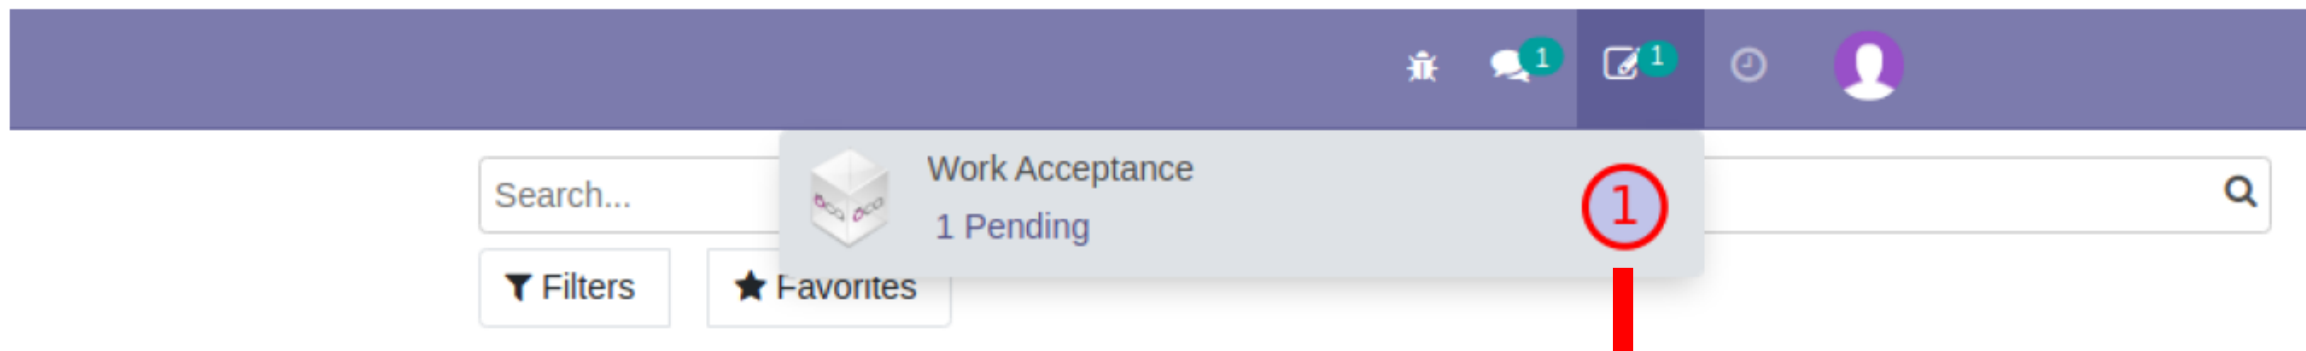 1 1
Work Acceptance
1 Pending
1
Search...
Filters
Favorites